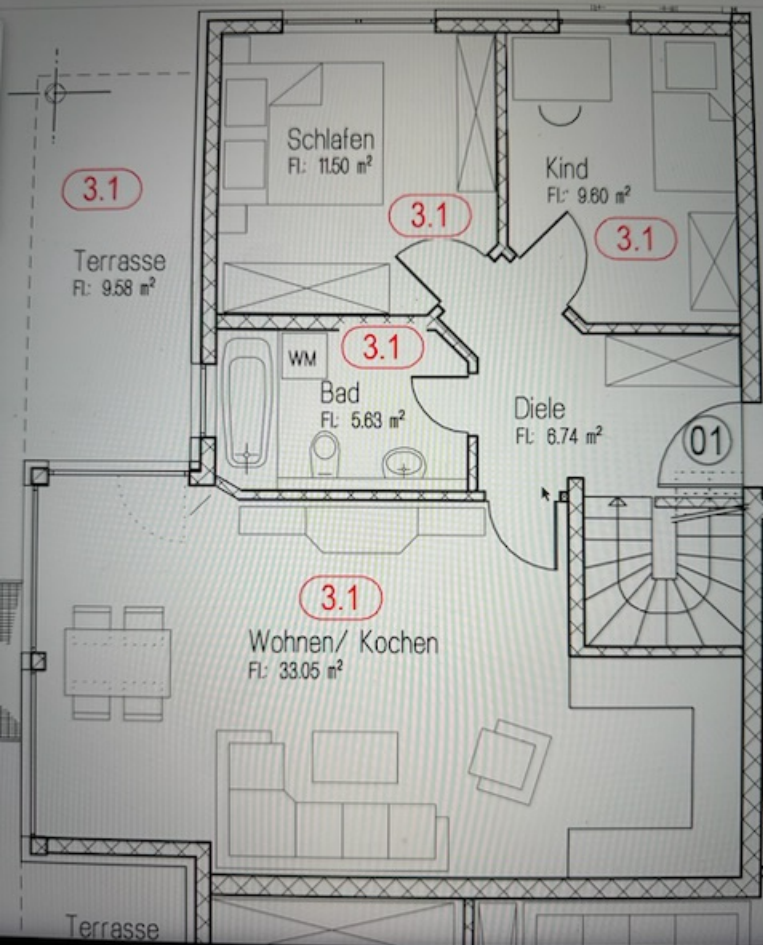 Schlafen
Fl.: 11.50 m²
Kind
Fl.: 9.60 m²
3.1
3.1
3.1
Terrasse
Fl.: 9.58 m²
3.1
WM
Bad
Fl.: 5.63 m²
Diele
Fl.: 6.74 m²
01
3.1
Wohnen/ Kochen
Fl.: 33.05 m²
Terrasse